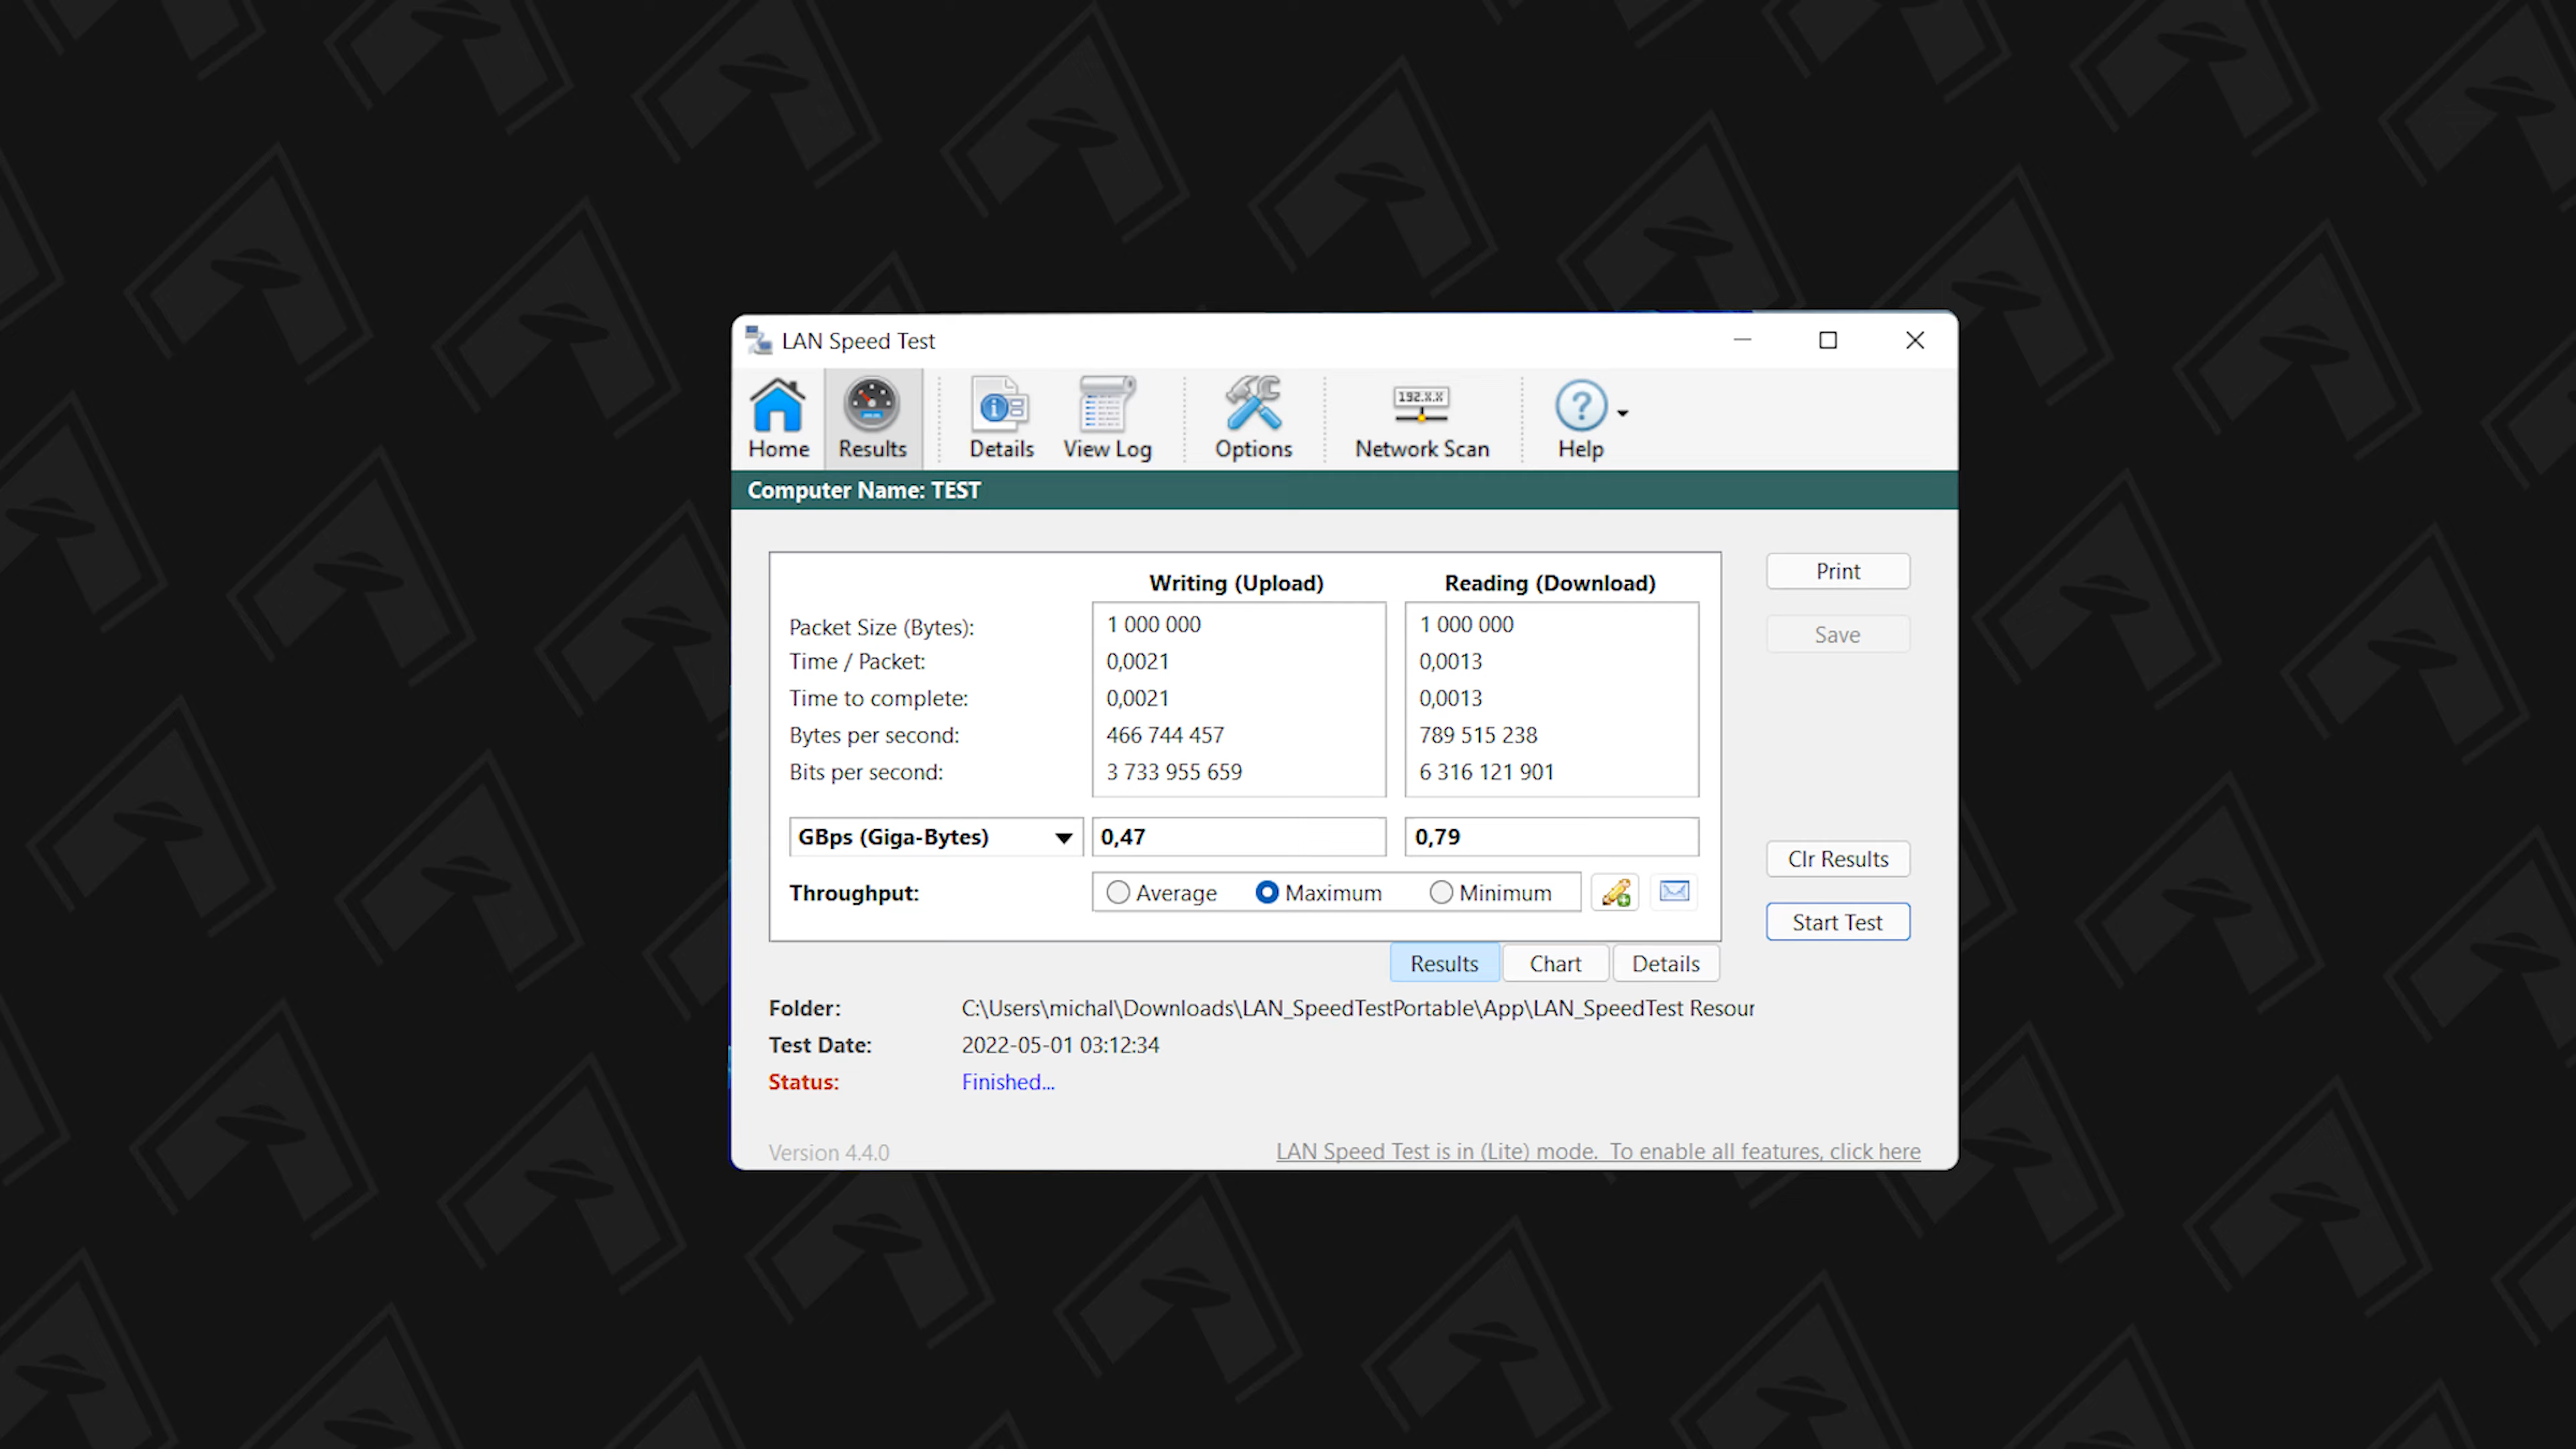 LAN Speed Test
Home Results Details View Log Options 192.X.X Network Scan ? Help
Computer Name: TEST
Writing (Upload) Reading (Download)
Packet Size (Bytes): 1 000 000 1 000 000
Time / Packet: 0,0021 0,0013
Time to complete: 0,0021 0,0013
Bytes per second: 466 744 457 789 515 238
Bits per second: 3 733 955 659 6 316 121 901
GBps (Giga-Bytes) 0,47 0,79
Throughput: Average Maximum Minimum
Print
Save
Clr Results
Start Test
Results Chart Details
Folder: C:\Users\michal\Downloads\LAN_SpeedTestPortable\App\LAN_SpeedTest Resour
Test Date: 2022-05-01 03:12:34
Status: Finished...
Version 4.4.0 LAN Speed Test is in (Lite) mode. To enable all features, click here